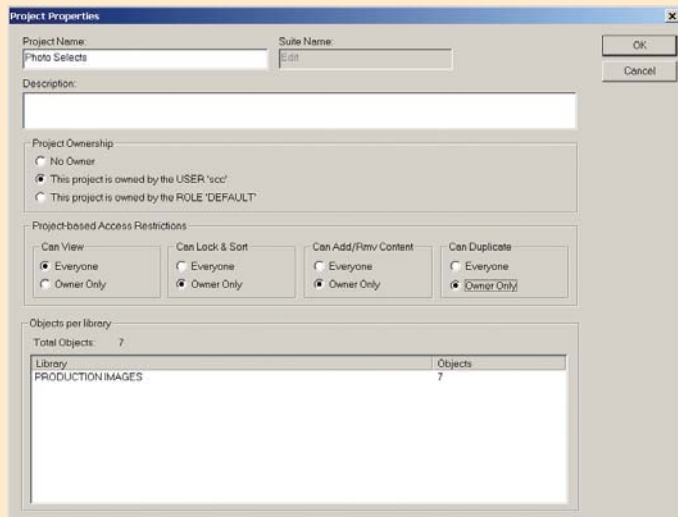 Project Properties
Project Name:
Suite Name:
OK
Photo Selects
Edit
Cancel
Description:
Project Ownership
No Owner
This project is owned by the USER 'scc'
This project is owned by the ROLE 'DEFAULT'
Project-based Access Restrictions
Can View
Can Lock & Sort
Can Add/Rmv Content
Can Duplicate
Everyone
Everyone
Everyone
Everyone
Owner Only
Owner Only
Owner Only
Owner Only
Objects per library
Total Objects: 7
Library Objects
PRODUCTION IMAGES 7